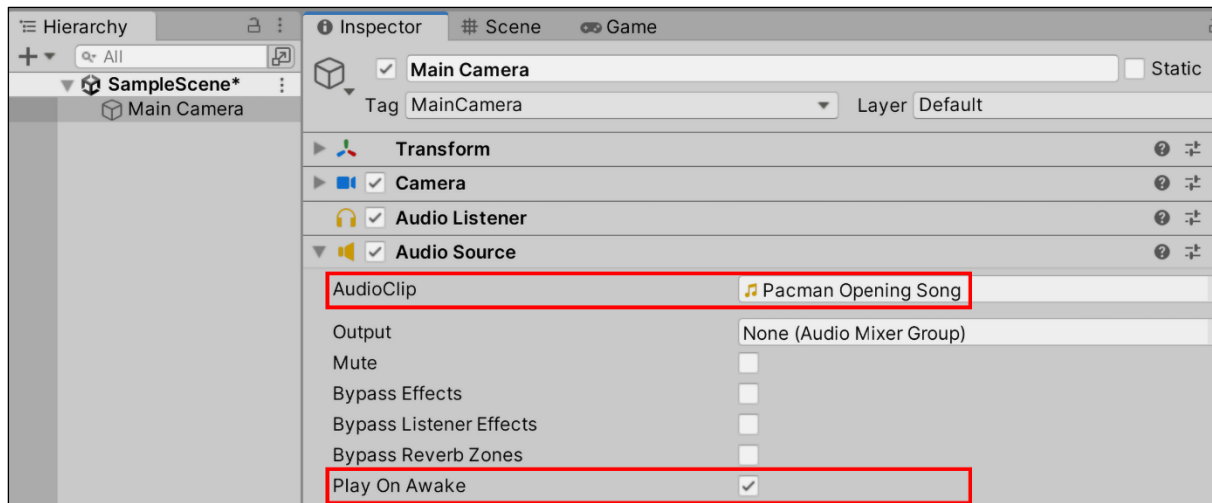 Hierarchy
All
SampleScene*
Main Camera
Inspector
Scene
Game
Main Camera
Static
Tag MainCamera Layer Default
Transform
Camera
Audio Listener
Audio Source
AudioClip Pacman Opening Song
Output None (Audio Mixer Group)
Mute
Bypass Effects
Bypass Listener Effects
Bypass Reverb Zones
Play On Awake